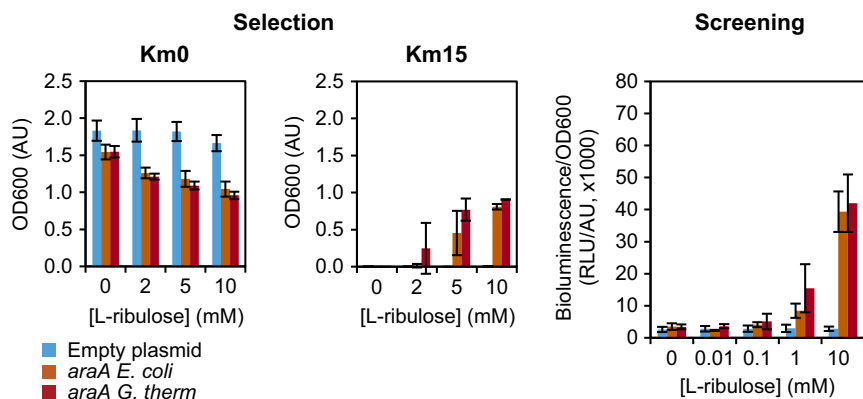 Selection
Screening
Km0
Km15
OD600 (AU)
2.5
2.0
1.5
1.0
0.5
0.0
0 2 5 10
[L-ribulose] (mM)
OD600 (AU)
2.5
2.0
1.5
1.0
0.5
0.0
0 2 5 10
[L-ribulose] (mM)
Bioluminescence/OD600
(RLU/AU, x1000)
80
70
60
50
40
30
20
10
0
0 0.01 0.1 1 10
[L-ribulose] (mM)
Empty plasmid
araA E. coli
araA G. therm